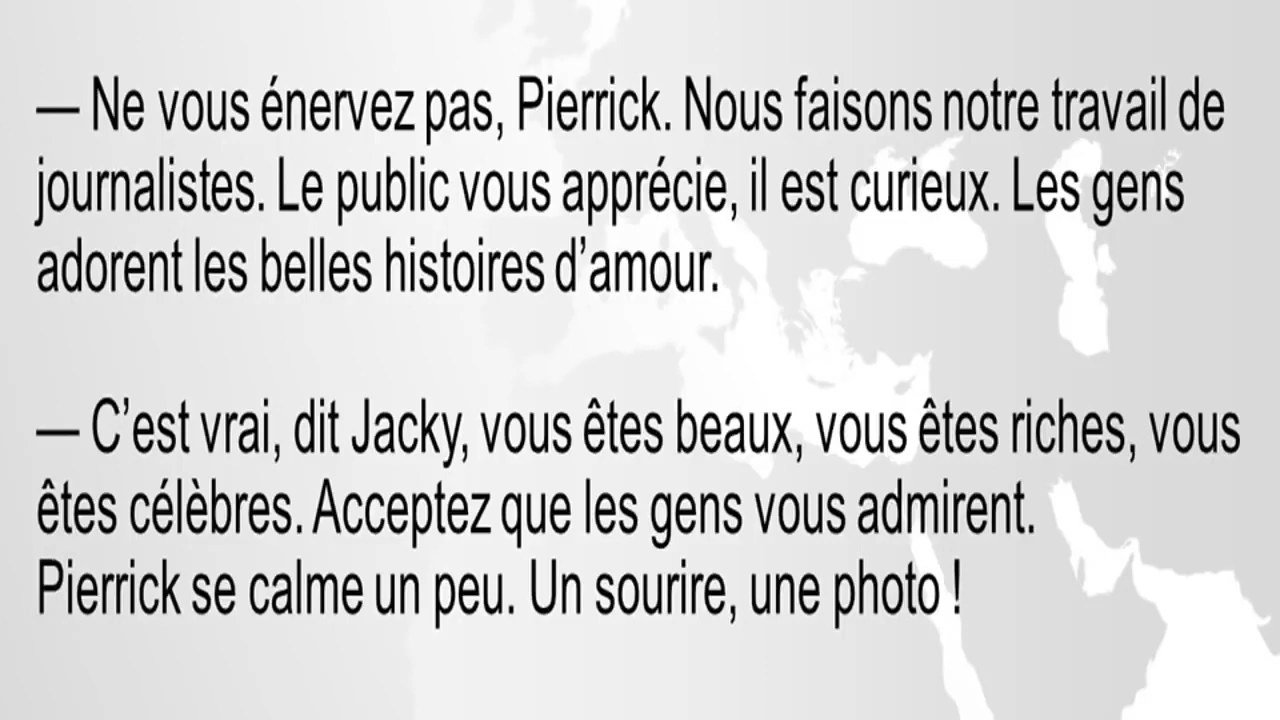 — Ne vous énervez pas, Pierrick. Nous faisons notre travail de
journalistes. Le public vous apprécie, il est curieux. Les gens
adorent les belles histoires d’amour.
— C’est vrai, dit Jacky, vous êtes beaux, vous êtes riches, vous
êtes célèbres. Acceptez que les gens vous admirent.
Pierrick se calme un peu. Un sourire, une photo !